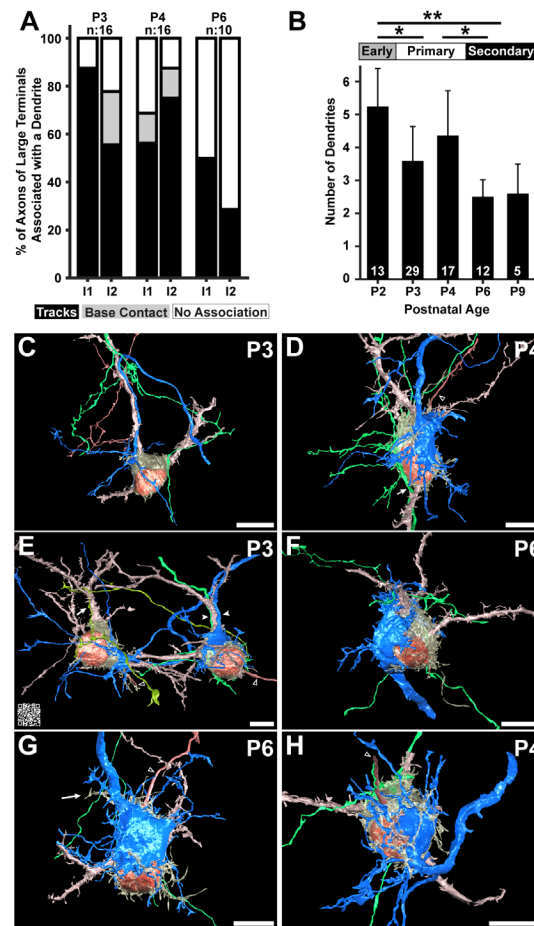 A
P3 P4 P6
n:16 n:16 n:10
% of Axons of Large Terminals
Associated with a Dendrite
100
80
60
40
20
0
I1 I2 I1 I2 I1 I2
Tracks Base Contact No Association
B
**
* *
Early Primary Secondary
Number of Dendrites
6
5
4
3
2
1
0
13 29 17 12 5
P2 P3 P4 P6 P9
Postnatal Age
C P3
D P4
E P3
F P6
G P6
H P4